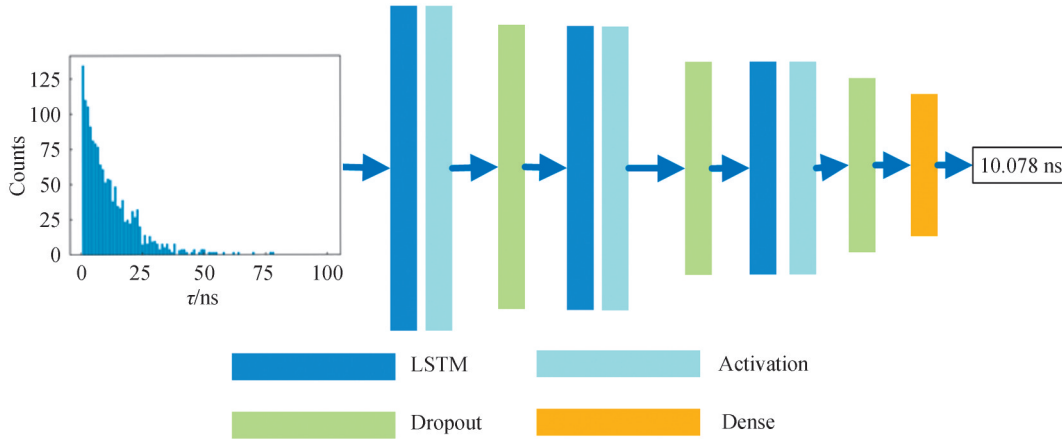 Counts
125
100
75
50
25
0
0
25
50
75
100
τ/ns
10.078 ns
LSTM
Activation
Dropout
Dense